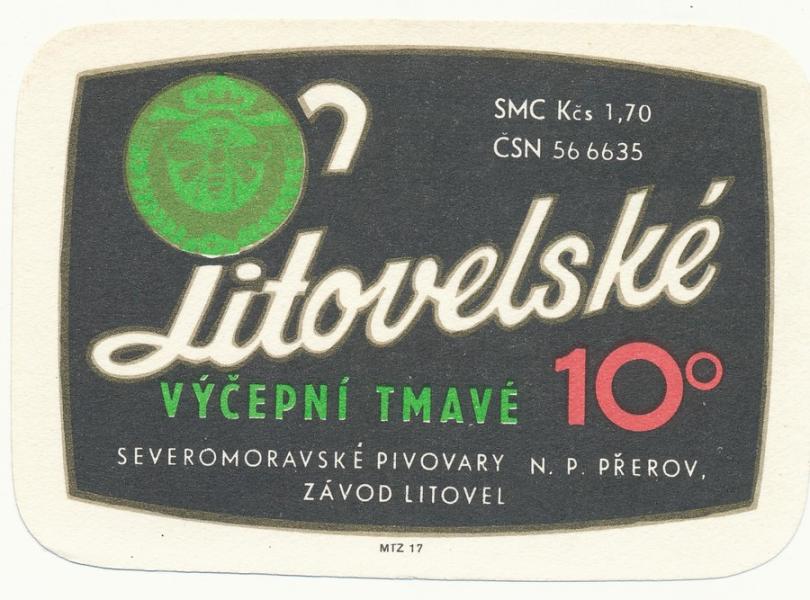 SMC Kčs 1,70
ČSN 56 6635
Litovelské
VÝČEPNÍ TMAVÉ 10°
SEVEROMORAVSKÉ PIVOVARY N. P. PŘEROV,
ZÁVOD LITOVEL
MTZ 17